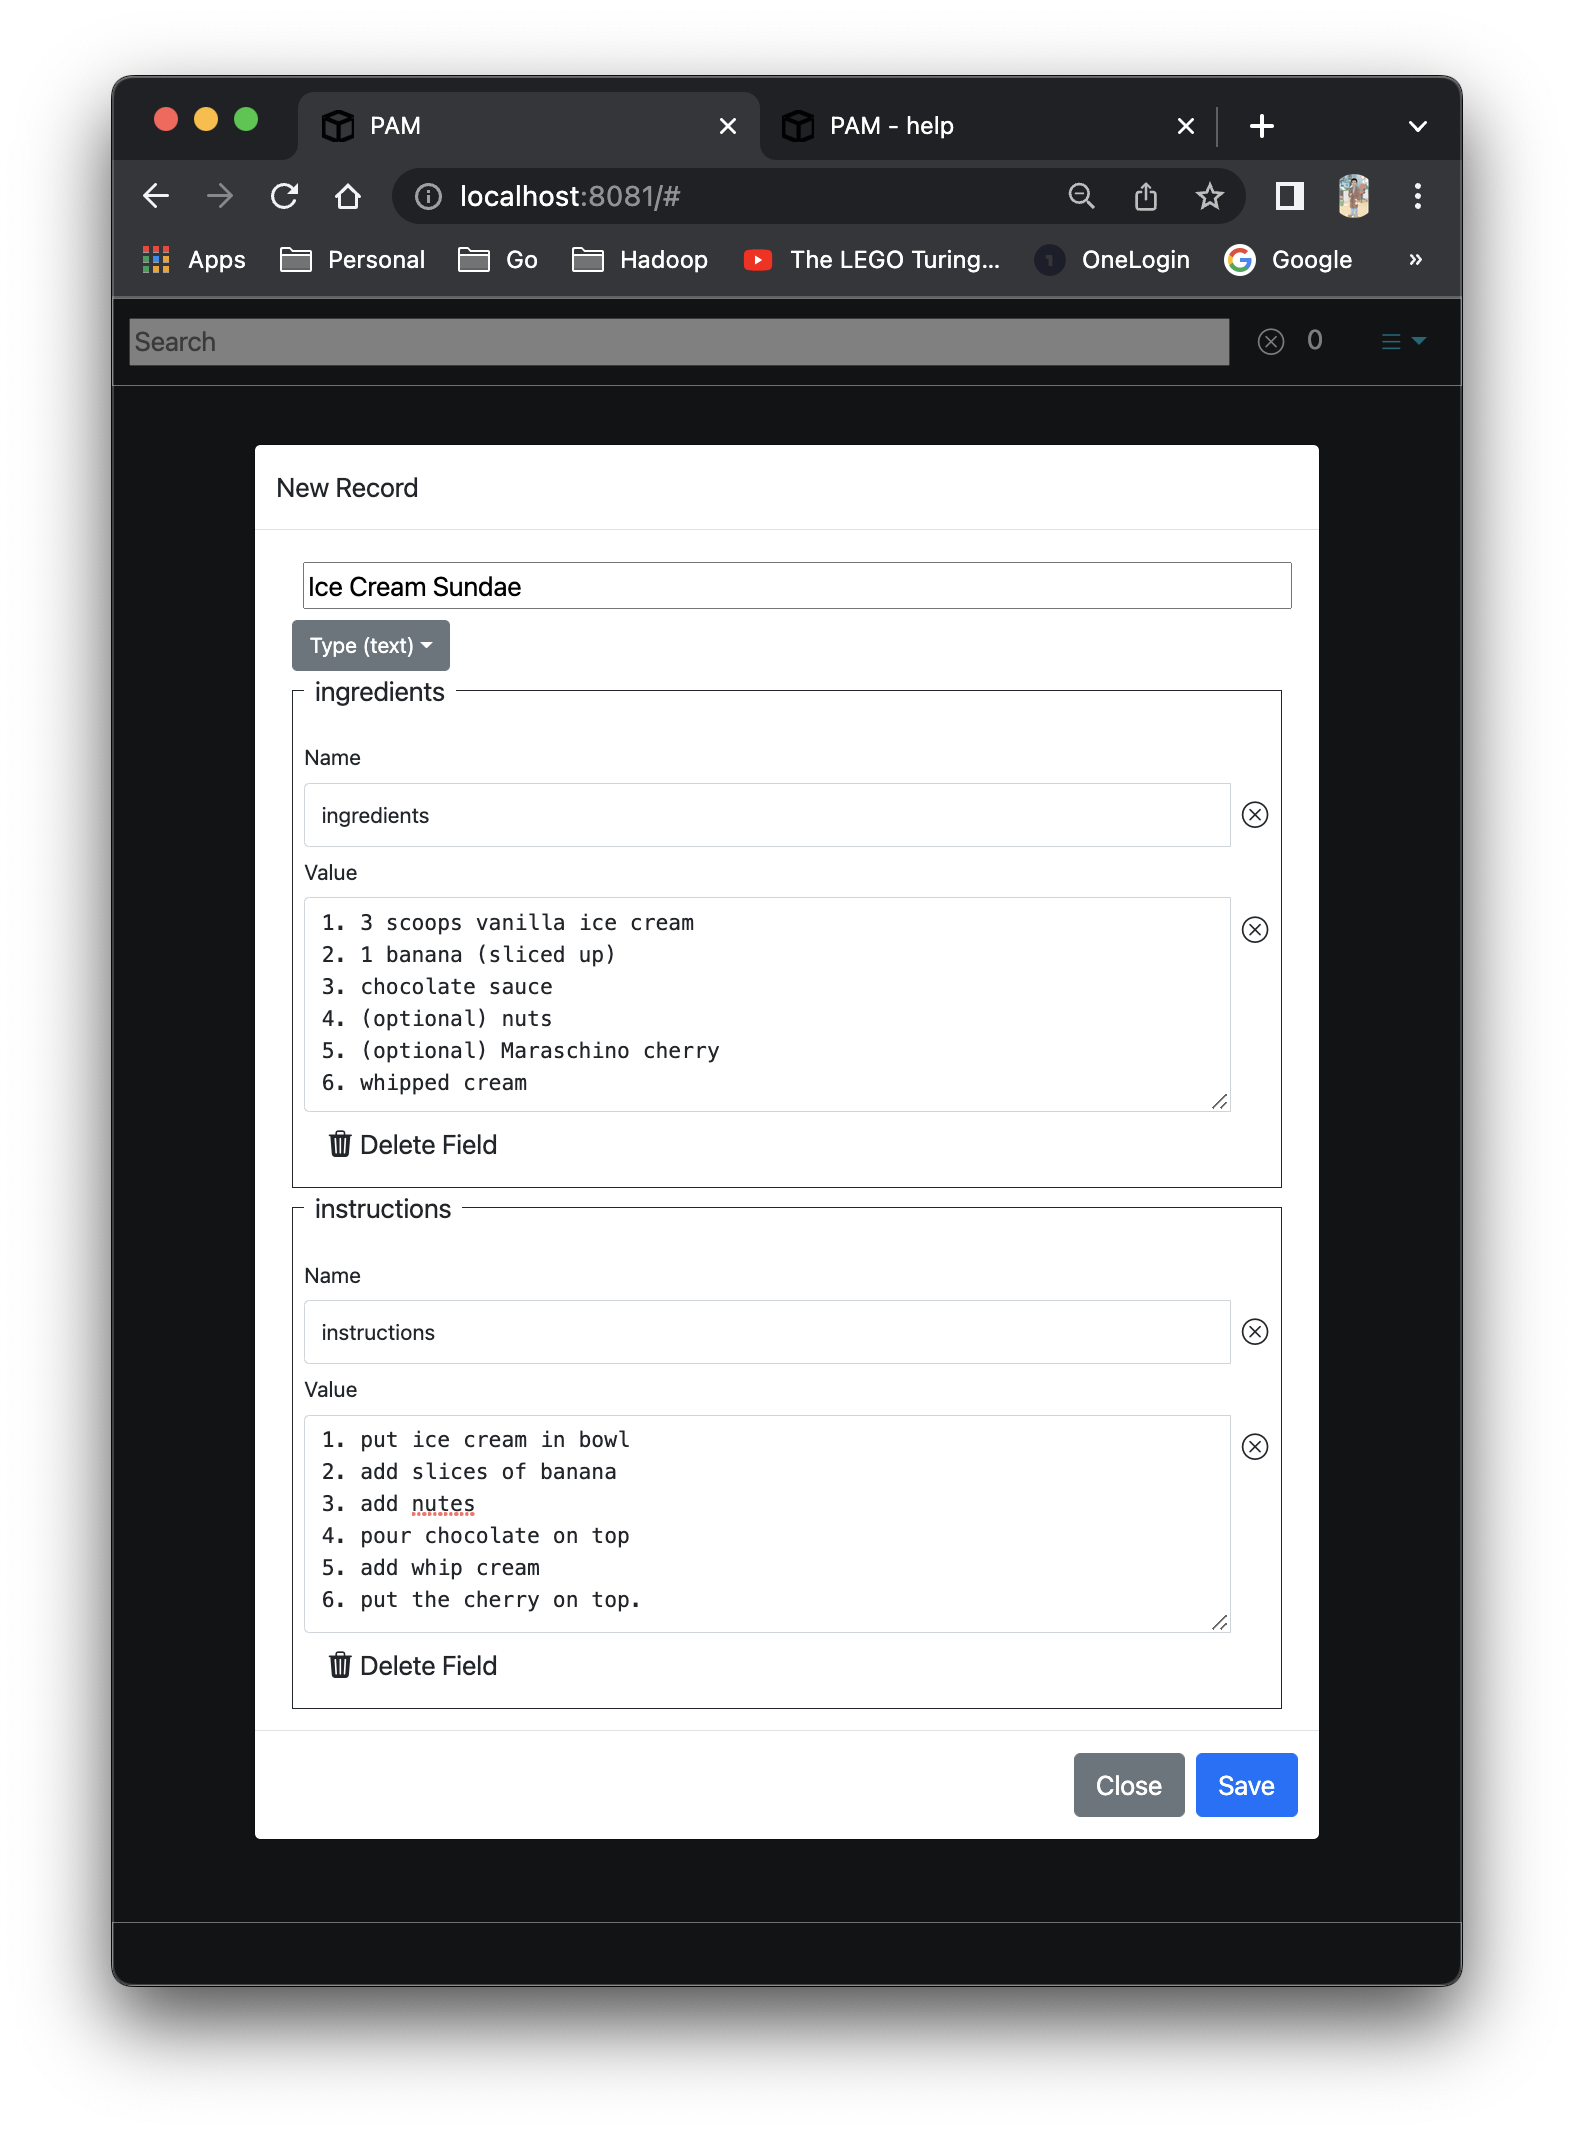 PAM
PAM - help
localhost:8081/#
Apps Personal Go Hadoop The LEGO Turing... OneLogin Google »
Search 0
New Record
Ice Cream Sundae
Type (text)
ingredients
Name
ingredients
Value
1. 3 scoops vanilla ice cream
2. 1 banana (sliced up)
3. chocolate sauce
4. (optional) nuts
5. (optional) Maraschino cherry
6. whipped cream
Delete Field
instructions
Name
instructions
Value
1. put ice cream in bowl
2. add slices of banana
3. add nutes
4. pour chocolate on top
5. add whip cream
6. put the cherry on top.
Delete Field
Close Save